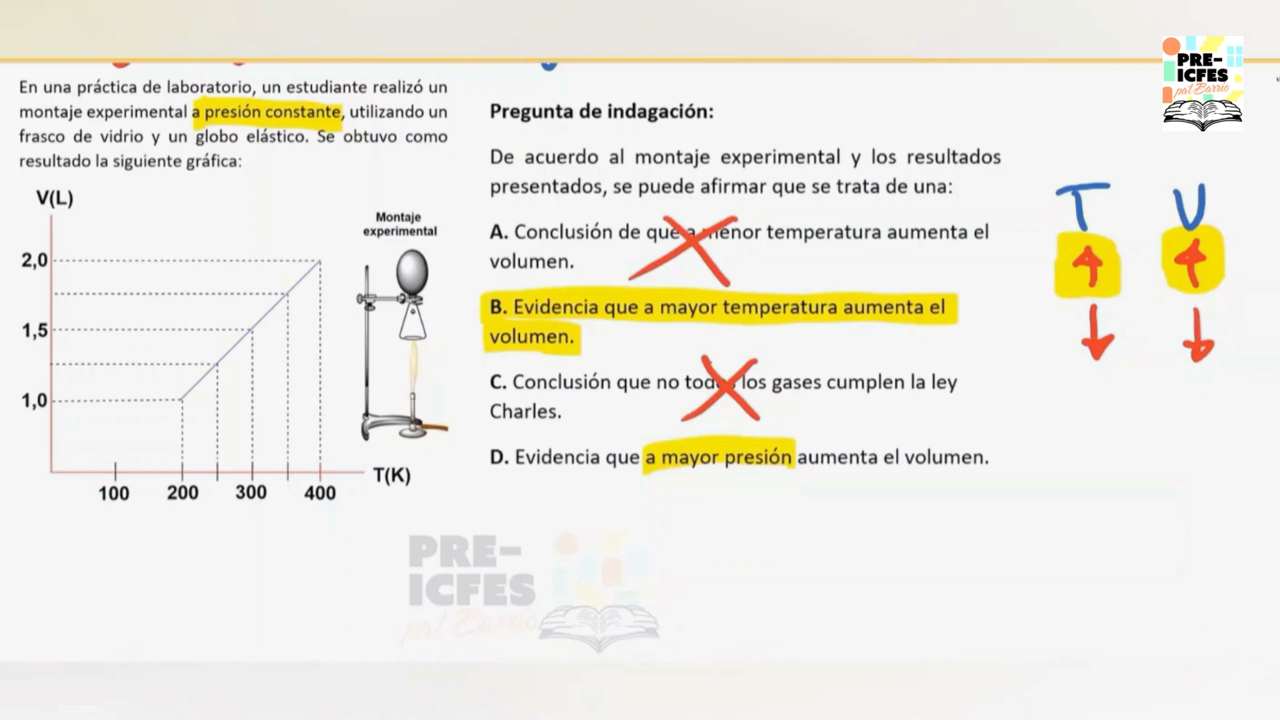 PRE-
ICFES
pal Barrio
En una práctica de laboratorio, un estudiante realizó un
montaje experimental a presión constante, utilizando un
frasco de vidrio y un globo elástico. Se obtuvo como
resultado la siguiente gráfica:
V(L)
2,0
1,5
1,0
100 200 300 400
T(K)
Montaje
experimental
Pregunta de indagación:
De acuerdo al montaje experimental y los resultados
presentados, se puede afirmar que se trata de una:
A. Conclusión de que a menor temperatura aumenta el
volumen.
B. Evidencia que a mayor temperatura aumenta el
volumen.
C. Conclusión que no todos los gases cumplen la ley
Charles.
D. Evidencia que a mayor presión aumenta el volumen.
T V
PRE-
ICFES
pal Barrio